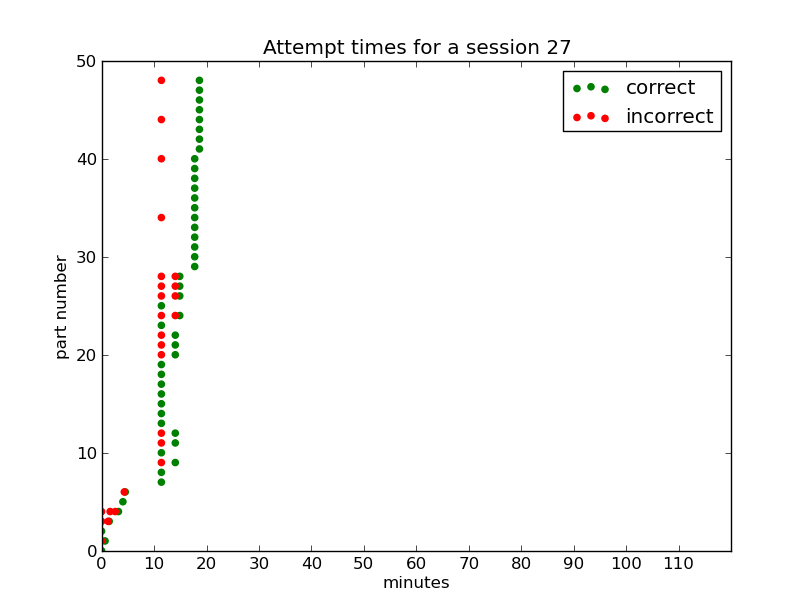 Attempt times for a session 27
correct
incorrect
50
40
30
20
10
0
part number
0 10 20 30 40 50 60 70 80 90 100 110
minutes